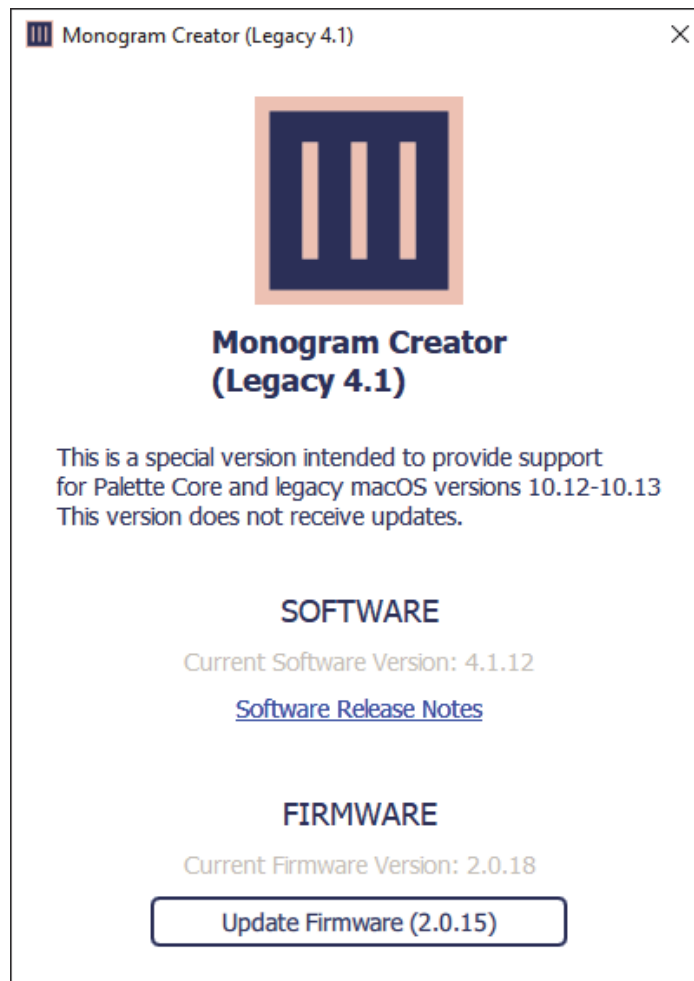 Monogram Creator (Legacy 4.1)
Monogram Creator
(Legacy 4.1)
This is a special version intended to provide support
for Palette Core and legacy macOS versions 10.12-10.13
This version does not receive updates.
SOFTWARE
Current Software Version: 4.1.12
Software Release Notes
FIRMWARE
Current Firmware Version: 2.0.18
Update Firmware (2.0.15)